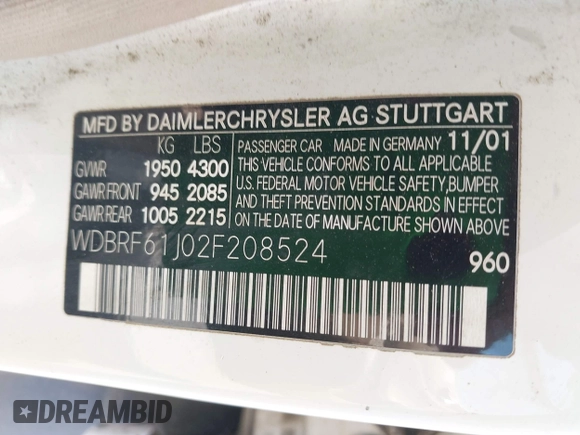 MFD BY DAIMLERCHRYSLER AG STUTTGART
KG LBS
GVWR 1950 4300
GAWR FRONT 945 2085
GAWR REAR 1005 2215
PASSENGER CAR MADE IN GERMANY 11/01
THIS VEHICLE CONFORMS TO ALL APPLICABLE
U.S. FEDERAL MOTOR VEHICLE SAFETY, BUMPER
AND THEFT PREVENTION STANDARDS IN EFFECT
ON THE DATE OF MANUFACTURE SHOWN ABOVE
WDBRF61J02F208524
960
DREAMBID